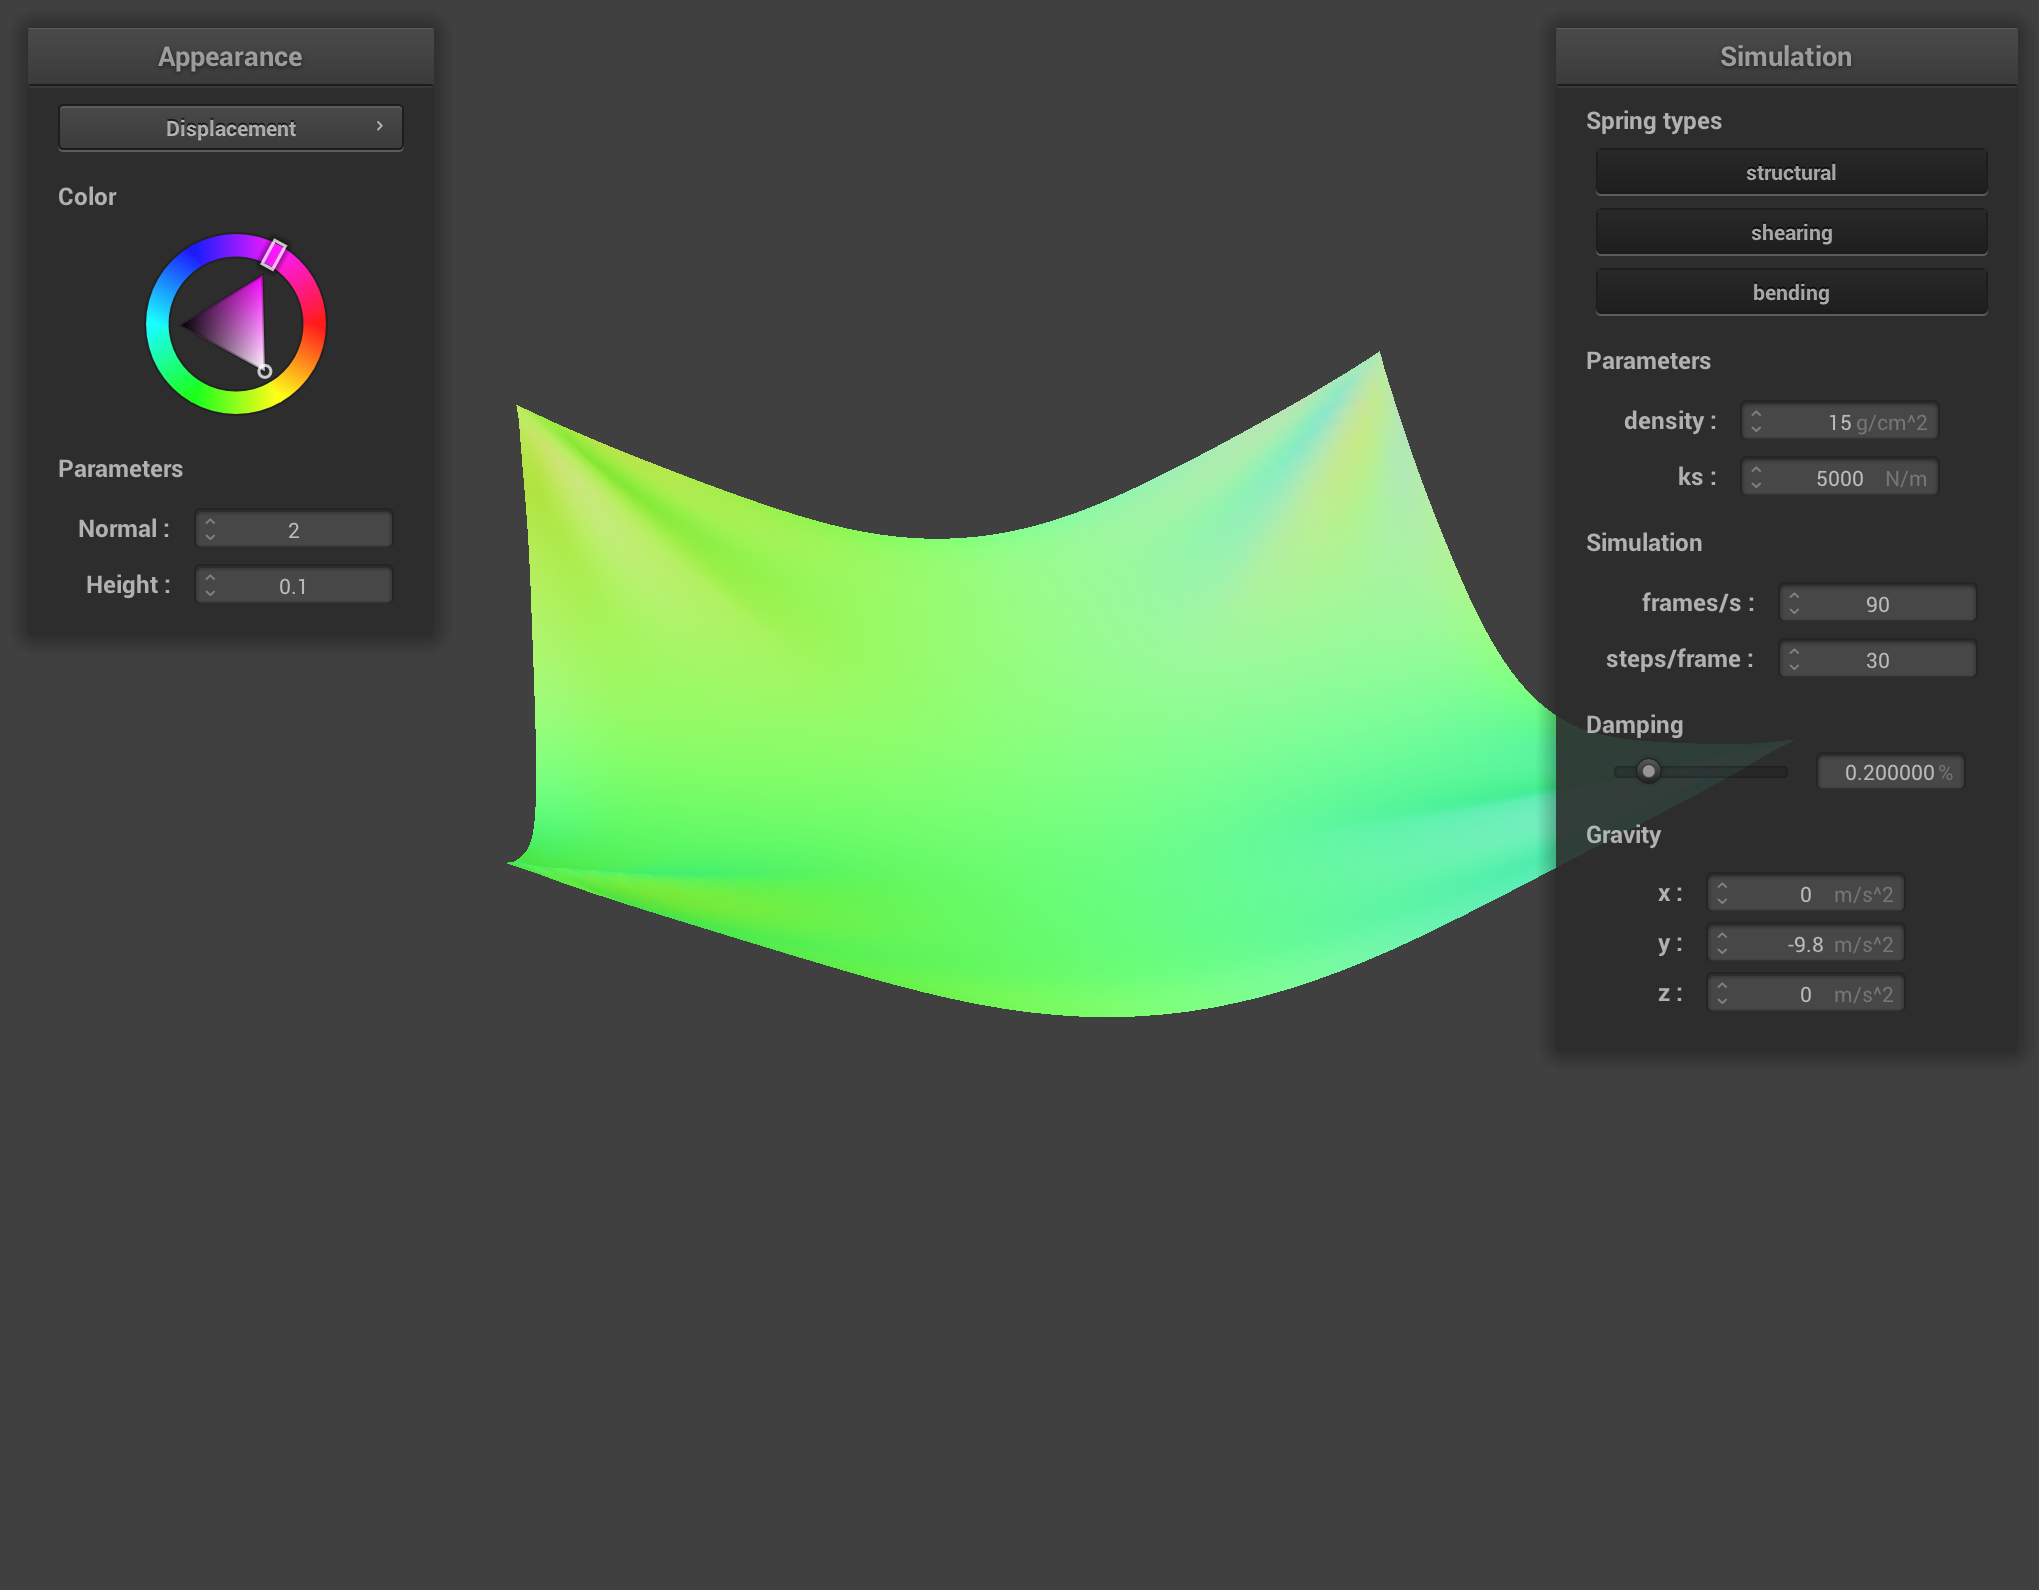 Appearance
Displacement
Color
Parameters
Normal : 2
Height : 0.1
Simulation
Spring types
structural
shearing
bending
Parameters
density : 15 g/cm^2
ks : 5000 N/m
Simulation
frames/s : 90
steps/frame : 30
Damping
0.200000 %
Gravity
x : 0 m/s^2
y : -9.8 m/s^2
z : 0 m/s^2